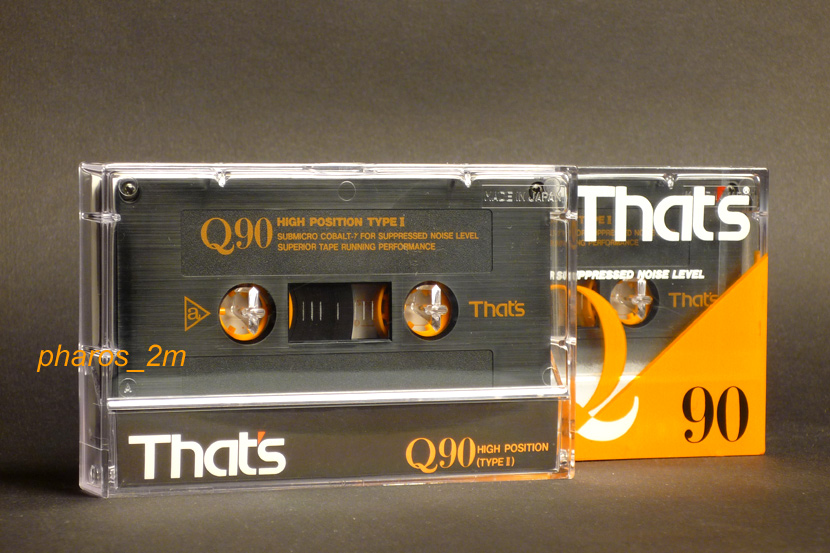 MADE IN JAPAN
Q90 HIGH POSITION TYPE II
SUBMICRO COBALT-γ FOR SUPPRESSED NOISE LEVEL
SUPERIOR TAPE RUNNING PERFORMANCE
a
That's
A
That's
Q90 HIGH POSITION
(TYPE II)
That's®
SUPPRESSED NOISE LEVEL
That's
Q
90
pharos_2m